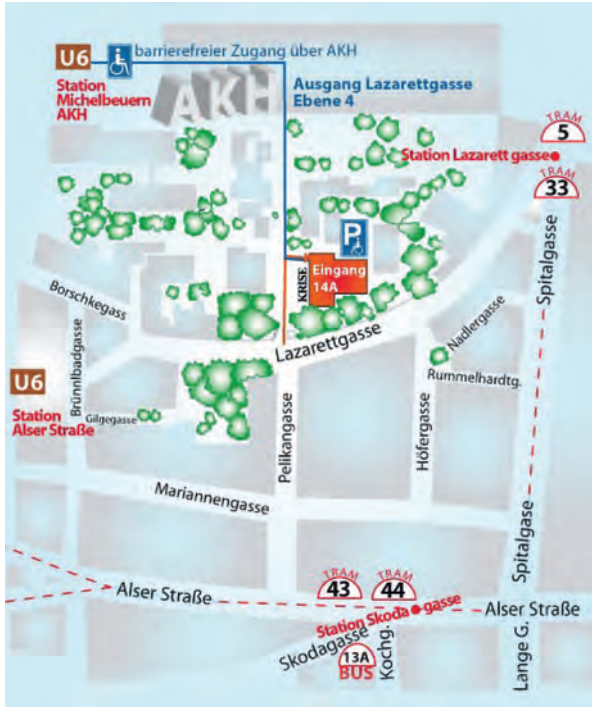 U6
barrierefreier Zugang über AKH
Station
Michelbeuern
AKH
AKH
Ausgang Lazarettgasse
Ebene 4
TRAM
5
Station Lazarett gasse
TRAM
33
Spitalgasse
P
KRISE
Eingang
14A
Borschkegass
Brünnlbadgasse
Lazarettgasse
Nadlergasse
Rummelhardtg.
U6
Station
Alser Straße
Gilgegasse
Pelikangasse
Höfergasse
Mariannengasse
Spitalgase
TRAM
43
TRAM
44
Alser Straße
Station Skoda gasse
Alser Straße
Skodagasse
13A
BUS
Kochg.
Lange G.